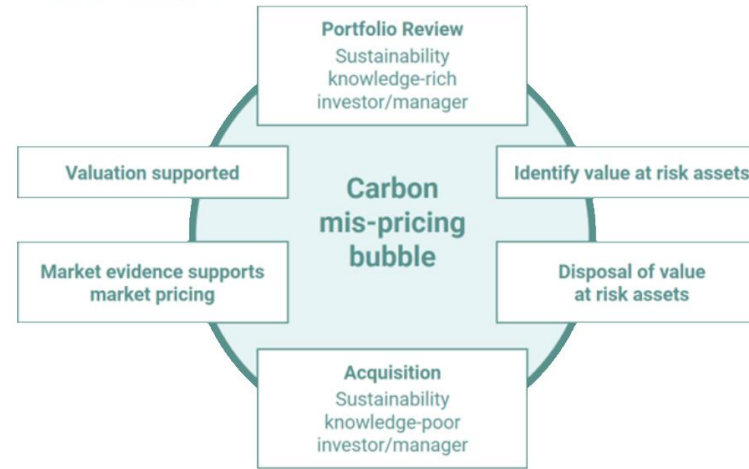 Portfolio Review
Sustainability
knowledge-rich
investor/manager
Valuation supported
Identify value at risk assets
Carbon
mis-pricing
bubble
Market evidence supports
market pricing
Disposal of value
at risk assets
Acquisition
Sustainability
knowledge-poor
investor/manager